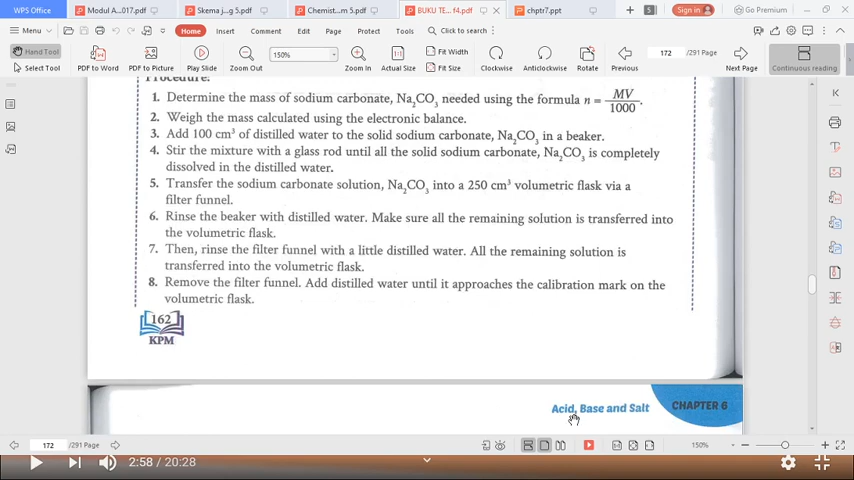 WPS Office
Modul A...017.pdf
Skema j...g 5.pdf
Chemist...m 5.pdf
BUKU TE...f4.pdf
chptr7.ppt
5
Sign in
Go Premium
Menu
Home
Insert
Comment
Edit
Page
Protect
Tools
Click to search
Hand Tool
Select Tool
PDF to Word
PDF to Picture
Play Slide
Zoom Out
150%
Zoom In
Actual Size
Fit Width
Fit Size
Clockwise
Anticlockwise
Rotate
Previous
172 /291 Page
Next Page
Continuous reading
Procedure:
1. Determine the mass of sodium carbonate, Na₂CO₃ needed using the formula n = MV/1000.
2. Weigh the mass calculated using the electronic balance.
3. Add 100 cm³ of distilled water to the solid sodium carbonate, Na₂CO₃ in a beaker.
4. Stir the mixture with a glass rod until all the solid sodium carbonate, Na₂CO₃ is completely
dissolved in the distilled water.
5. Transfer the sodium carbonate solution, Na₂CO₃ into a 250 cm³ volumetric flask via a
filter funnel.
6. Rinse the beaker with distilled water. Make sure all the remaining solution is transferred into
the volumetric flask.
7. Then, rinse the filter funnel with a little distilled water. All the remaining solution is
transferred into the volumetric flask.
8. Remove the filter funnel. Add distilled water until it approaches the calibration mark on the
volumetric flask.
162
KPM
Acid, Base and Salt CHAPTER 6
172 /291 Page
150%
2:58 / 20:28